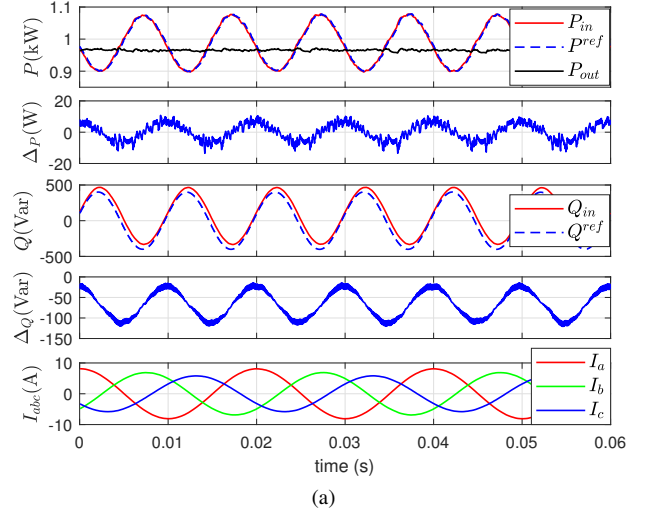 1.1
1
0.9
P(kW)
P_in
P^ref
P_out
20
0
-20
Δ_P(W)
500
0
-500
Q(Var)
Q_in
Q^ref
0
-50
-100
-150
Δ_Q(Var)
10
0
-10
I_abc(A)
I_a
I_b
I_c
0 0.01 0.02 0.03 0.04 0.05 0.06
time (s)
(a)